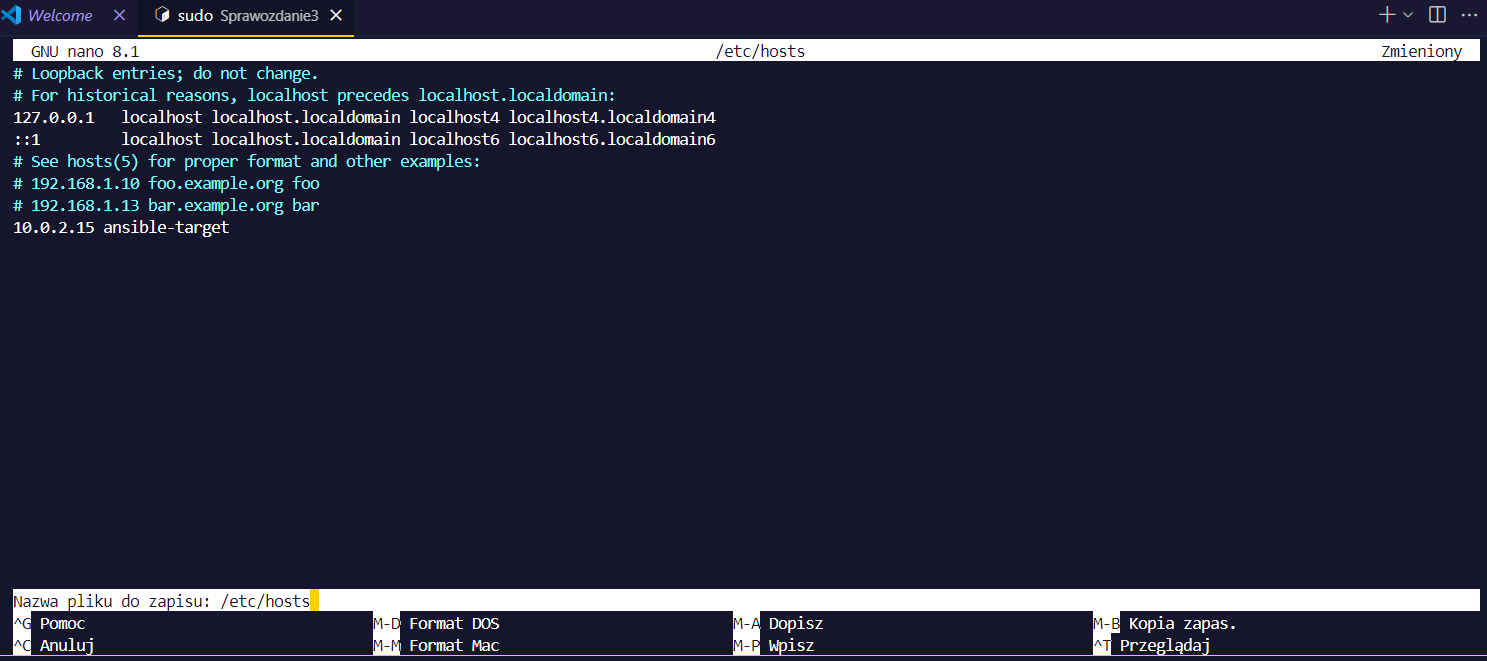 Welcome sudo Sprawozdanie3
GNU nano 8.1 /etc/hosts Zmieniony
# Loopback entries; do not change.
# For historical reasons, localhost precedes localhost.localdomain:
127.0.0.1   localhost localhost.localdomain localhost4 localhost4.localdomain4
::1         localhost localhost.localdomain localhost6 localhost6.localdomain6
# See hosts(5) for proper format and other examples:
# 192.168.1.10 foo.example.org foo
# 192.168.1.13 bar.example.org bar
10.0.2.15 ansible-target
Nazwa pliku do zapisu: /etc/hosts
^G Pomoc M-D Format DOS M-A Dopisz M-B Kopia zapas.
^C Anuluj M-M Format Mac M-P Wpisz ^T Przeglądaj